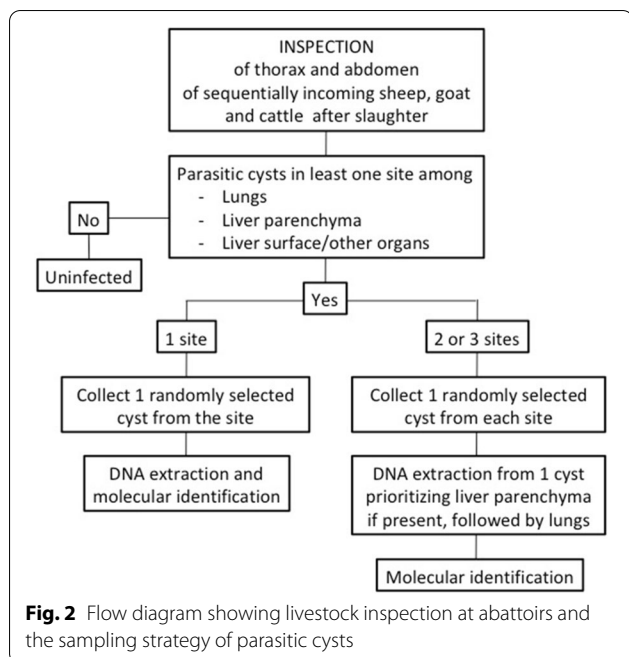 INSPECTION
of thorax and abdomen
of sequentially incoming sheep, goat
and cattle after slaughter
Parasitic cysts in least one site among
- Lungs
- Liver parenchyma
- Liver surface/other organs
No
Uninfected
Yes
1 site
2 or 3 sites
Collect 1 randomly selected
cyst from the site
Collect 1 randomly selected
cyst from each site
DNA extraction and
molecular identification
DNA extraction from 1 cyst
prioritizing liver parenchyma
if present, followed by lungs
Molecular identification
Fig. 2 Flow diagram showing livestock inspection at abattoirs and
the sampling strategy of parasitic cysts